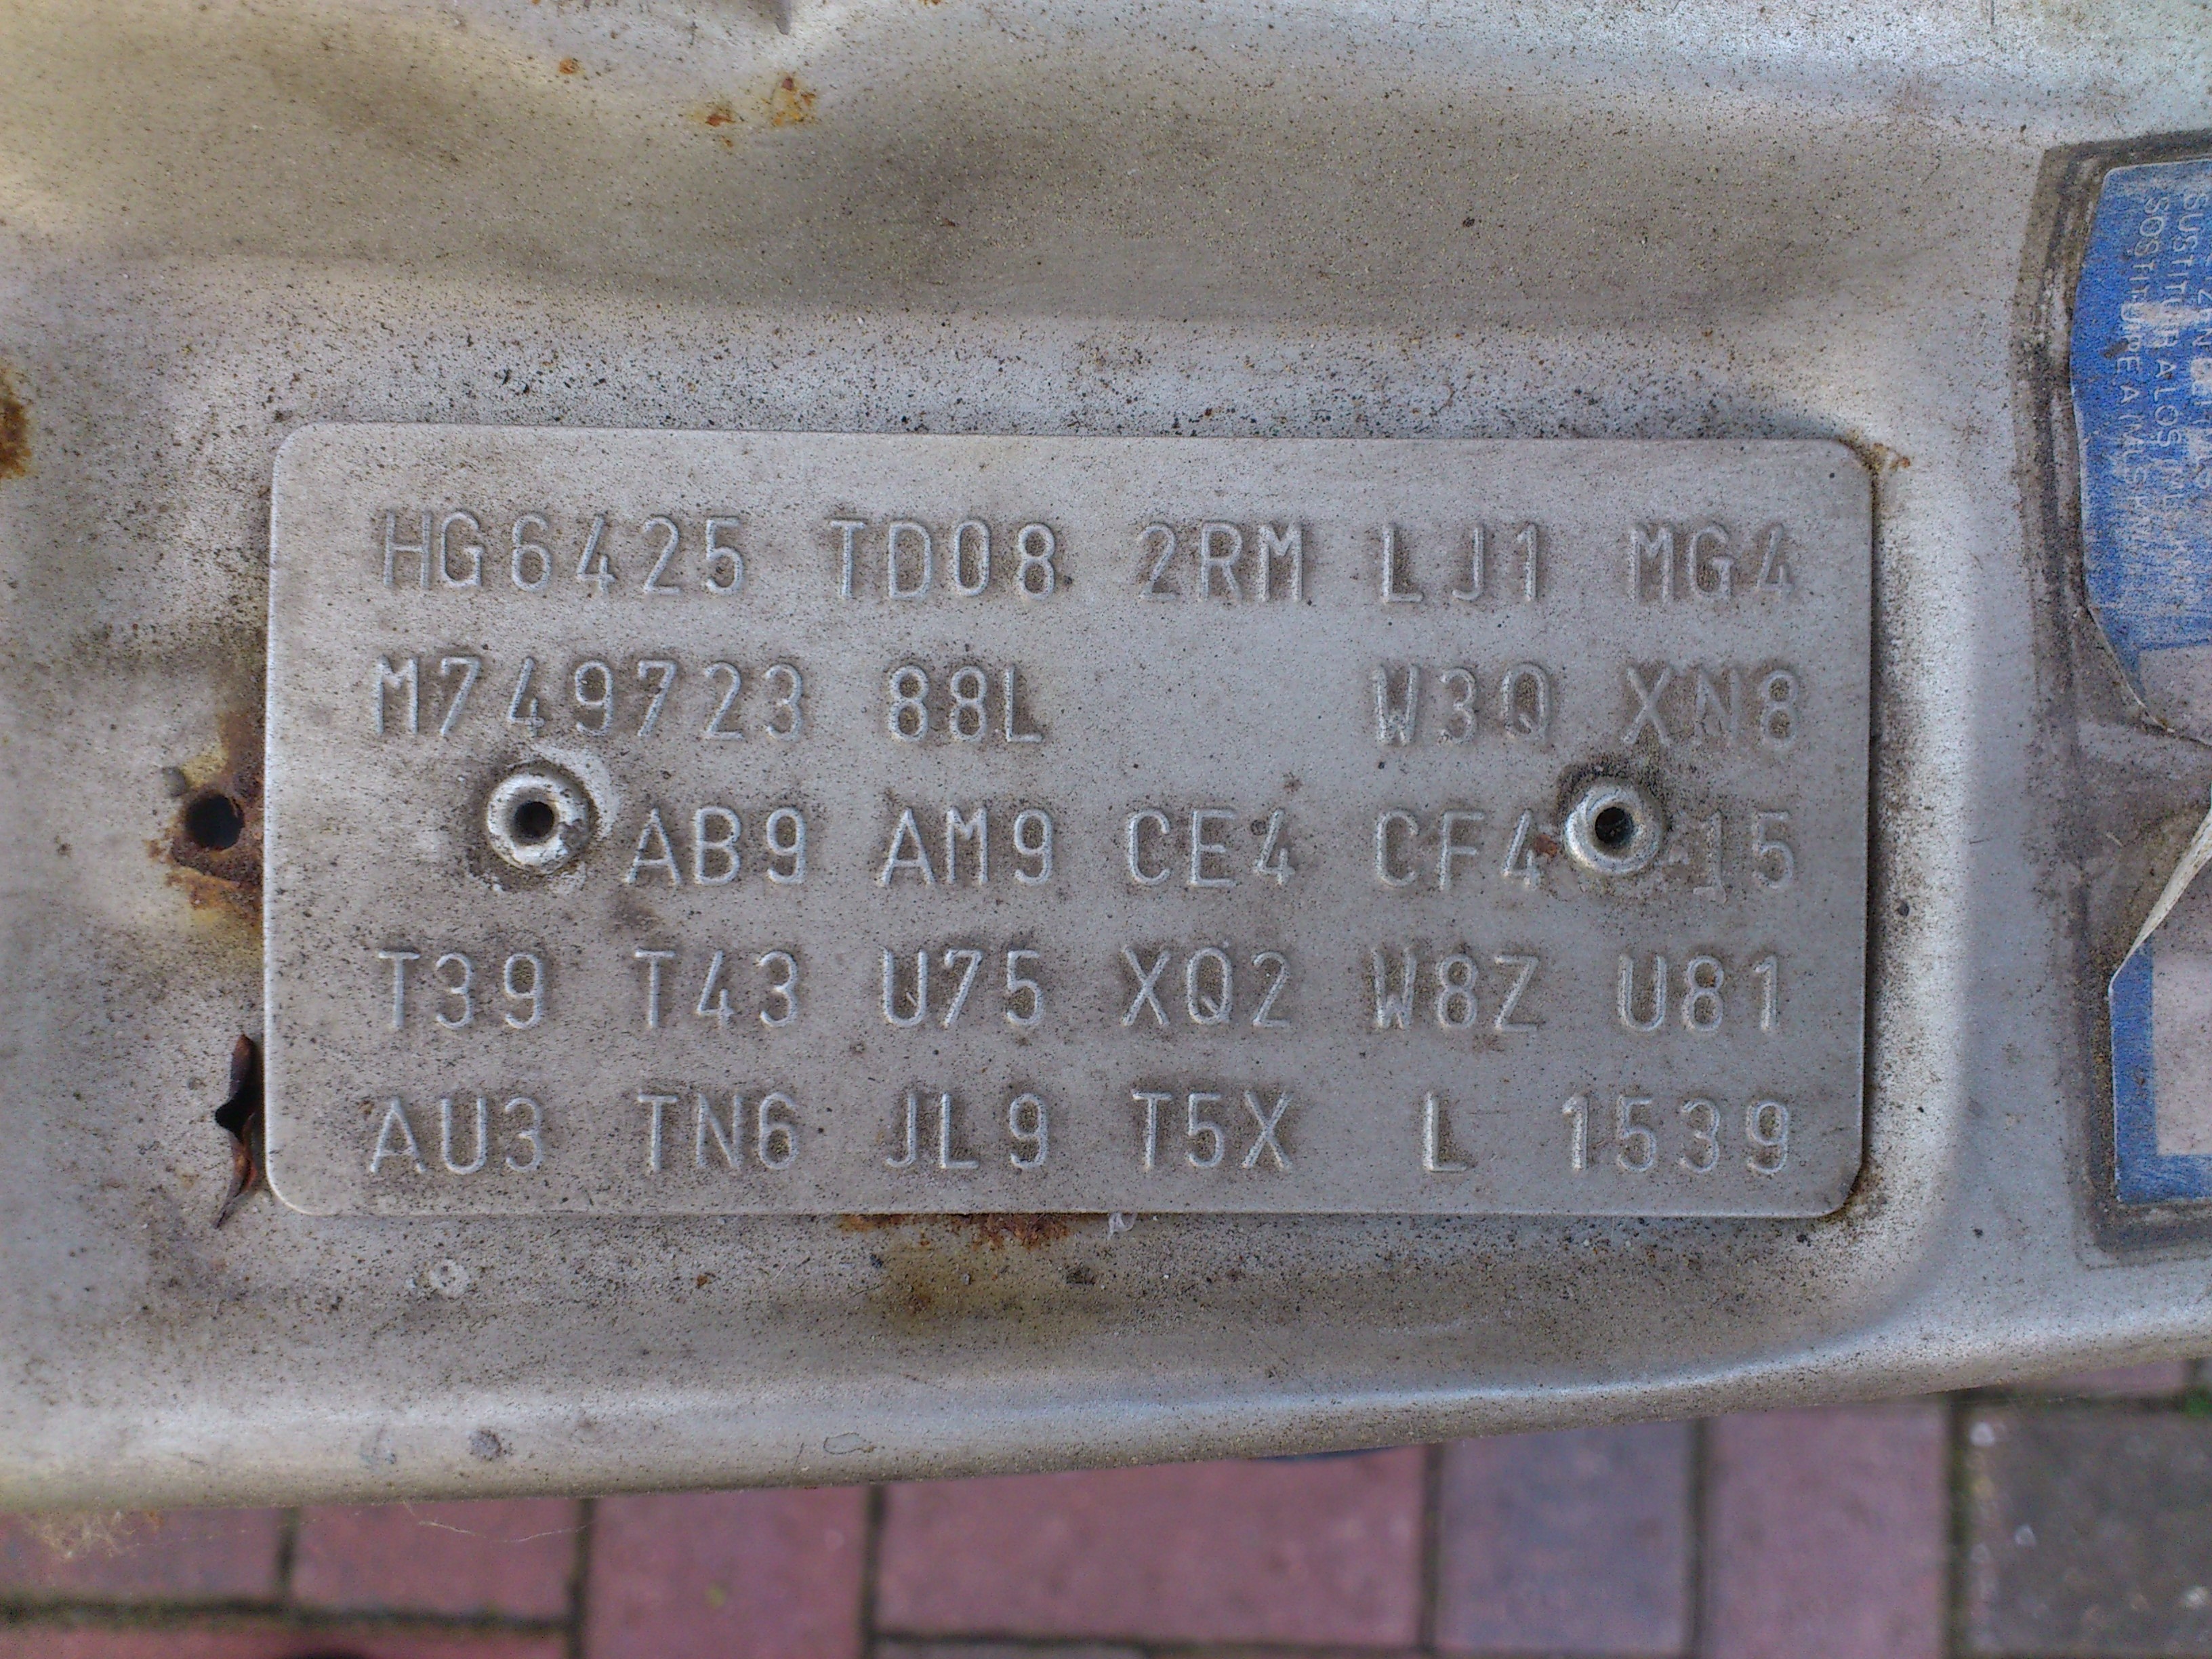 HG6425 TD08 2RM LJ1 MG4
M749723 88L W3Q XN8
AB9 AM9 CE4 CF4 15
T39 T43 U75 XQ2 W8Z U81
AU3 TN6 JL9 T5X L 1539